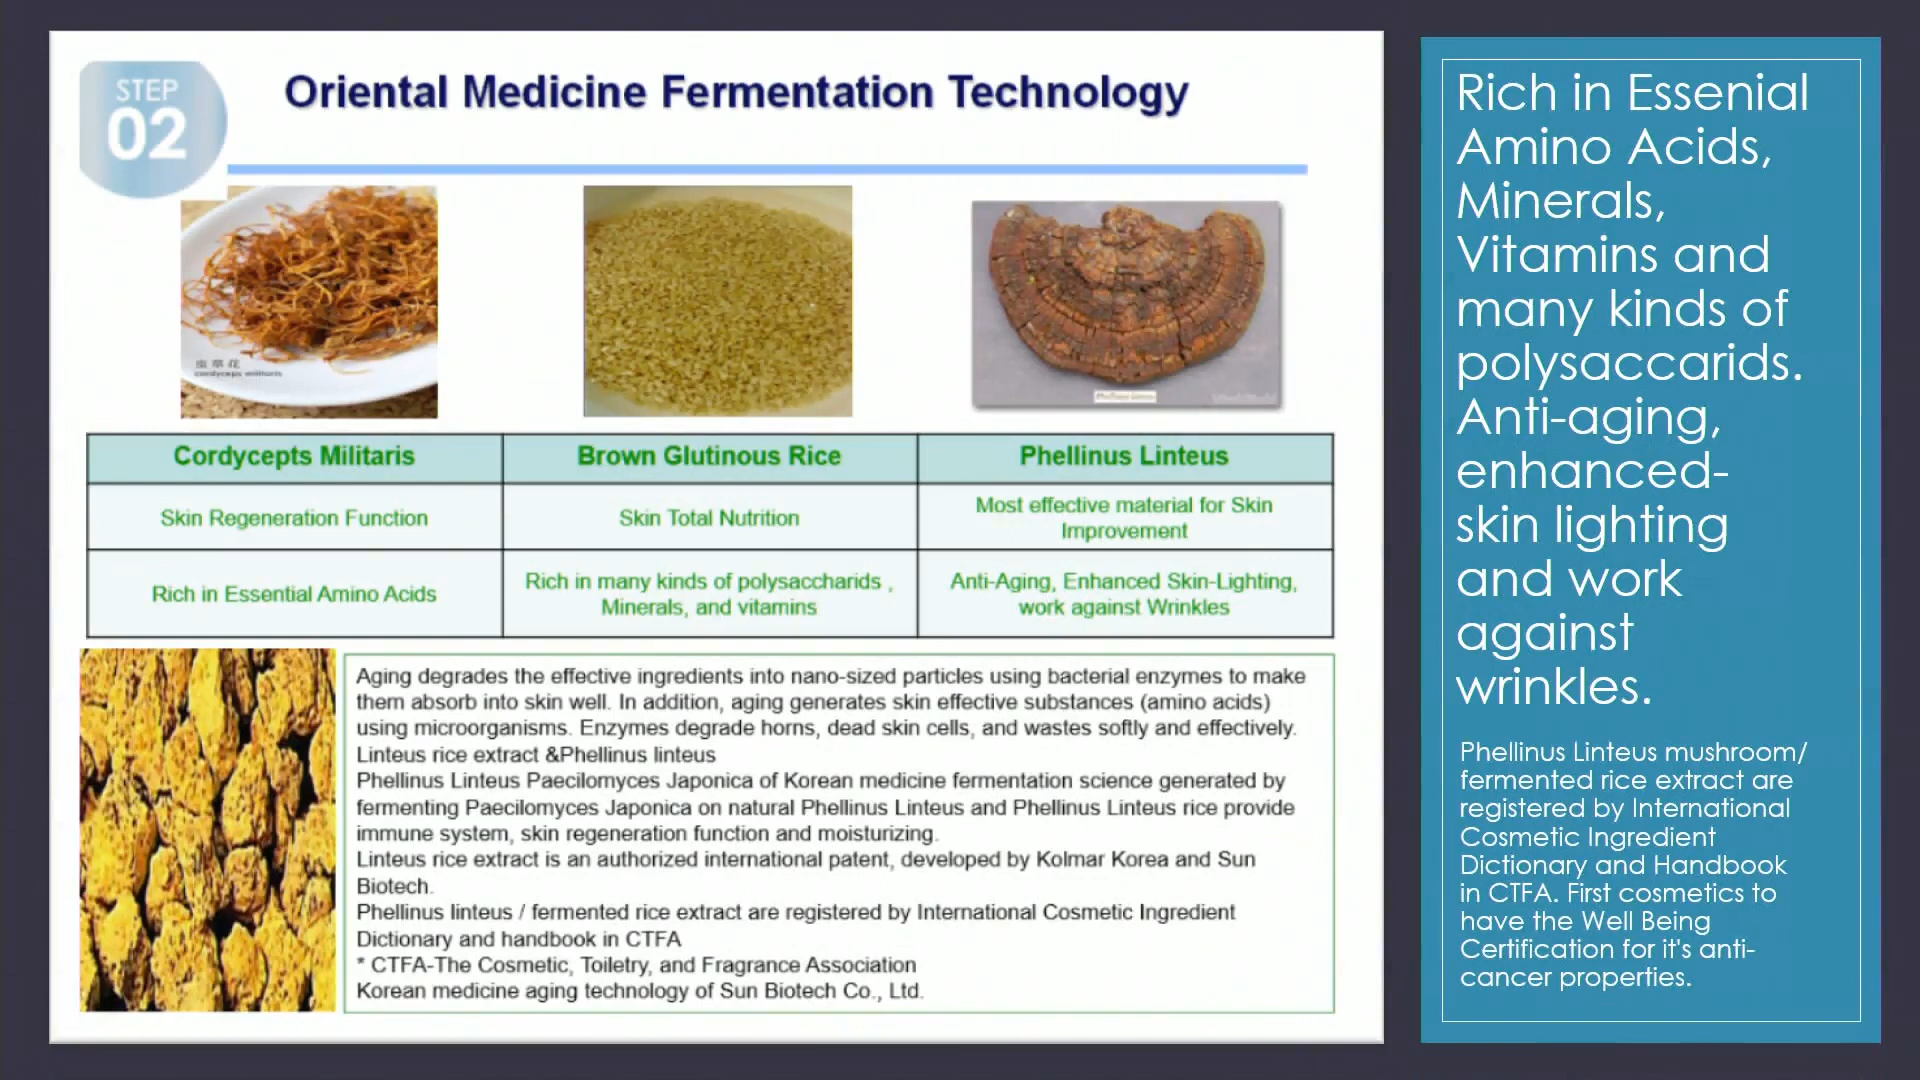 STEP
02
Oriental Medicine Fermentation Technology
虫草花
cordyceps militaris
Phellinus Linteus
Cordycepts Militaris
Brown Glutinous Rice
Phellinus Linteus
Skin Regeneration Function
Skin Total Nutrition
Most effective material for Skin
Improvement
Rich in Essential Amino Acids
Rich in many kinds of polysaccharids ,
Minerals, and vitamins
Anti-Aging, Enhanced Skin-Lighting,
work against Wrinkles
Aging degrades the effective ingredients into nano-sized particles using bacterial enzymes to make
them absorb into skin well. In addition, aging generates skin effective substances (amino acids)
using microorganisms. Enzymes degrade horns, dead skin cells, and wastes softly and effectively.
Linteus rice extract &Phellinus linteus
Phellinus Linteus Paecilomyces Japonica of Korean medicine fermentation science generated by
fermenting Paecilomyces Japonica on natural Phellinus Linteus and Phellinus Linteus rice provide
immune system, skin regeneration function and moisturizing.
Linteus rice extract is an authorized international patent, developed by Kolmar Korea and Sun
Biotech.
Phellinus linteus / fermented rice extract are registered by International Cosmetic Ingredient
Dictionary and handbook in CTFA
* CTFA-The Cosmetic, Toiletry, and Fragrance Association
Korean medicine aging technology of Sun Biotech Co., Ltd.
Rich in Essenial
Amino Acids,
Minerals,
Vitamins and
many kinds of
polysaccarids.
Anti-aging,
enhanced-
skin lighting
and work
against
wrinkles.
Phellinus Linteus mushroom/
fermented rice extract are
registered by International
Cosmetic Ingredient
Dictionary and Handbook
in CTFA. First cosmetics to
have the Well Being
Certification for it's anti-
cancer properties.